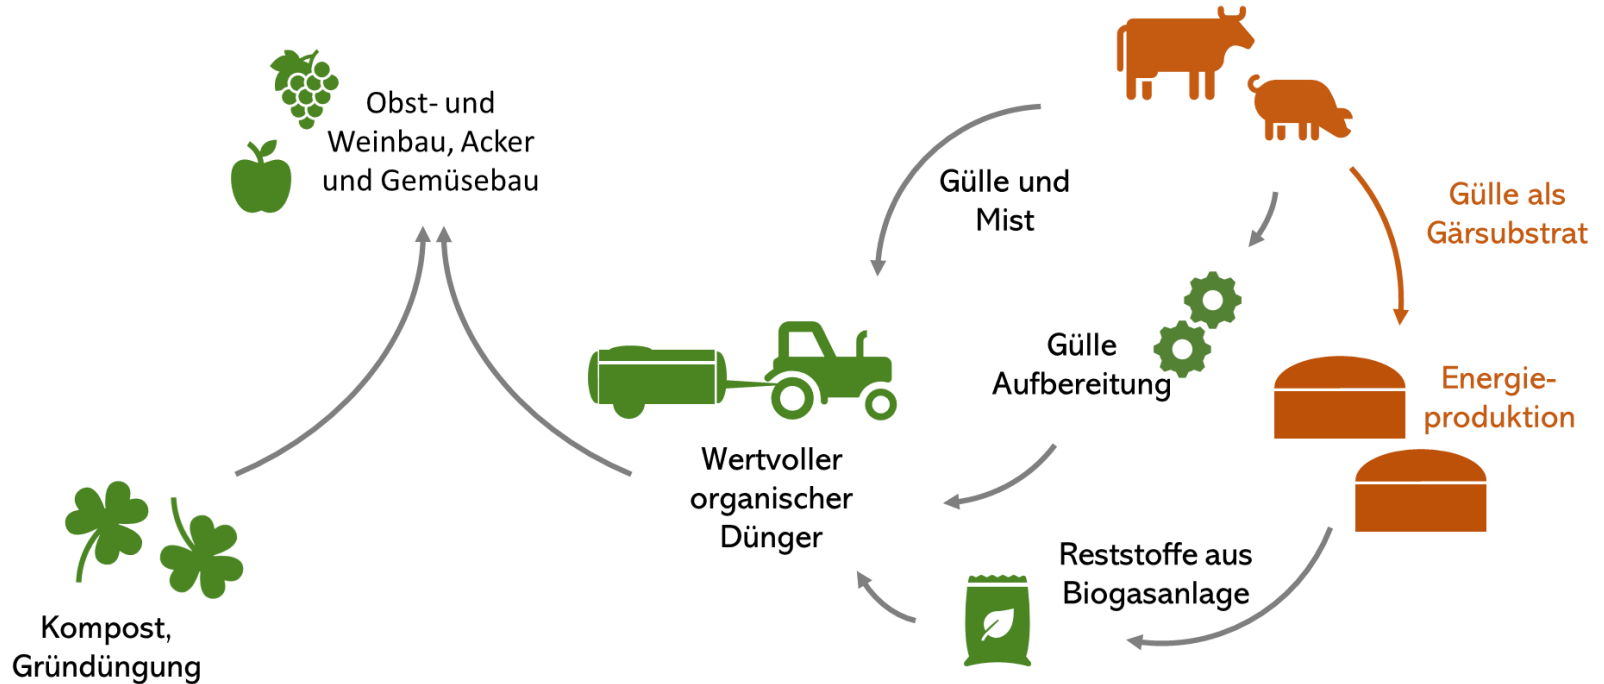 Obst- und
Weinbau, Acker
und Gemüsebau
Gülle und
Mist
Gülle als
Gärsubstrat
Gülle
Aufbereitung
Energie-
produktion
Wertvoller
organischer
Dünger
Reststoffe aus
Biogasanlage
Kompost,
Gründüngung